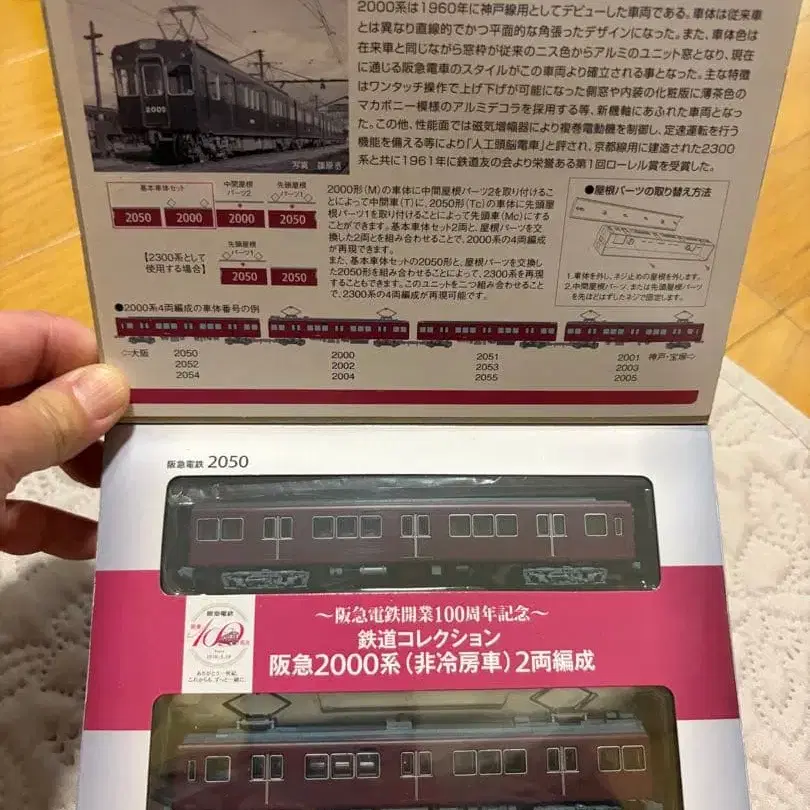 2000系は1960年に神戸線用としてデビューした車両である。車体は従来車
とは異なり直線的でかつ平面的な角張ったデザインになった。また、車体色は
在来車と同じながら窓枠が従来のニス色からアルミのユニット窓となり、現在
に通じる阪急電車のスタイルがこの車両より確立される事となった。主な特徴
はワンタッチ操作で上げ下げが可能になった側窓や内装の化粧版に薄茶色の
マカボニー模様のアルミデコラを採用する等、新機軸にあふれた車両となっ
た。この他、性能面では磁気増幅器により複巻電動機を制御し、定速運転を行う
機能を備える等により「人工頭脳電車」と評され、京都線用に建造された2300
系と共に1961年に鉄道友の会より栄誉ある第1回ローレル賞を受賞した。
2005
写真 篠原丞
基本車体セット
中間屋根
パーツ2
先頭屋根
パーツ1
2050
2000
2000
2050
【2300系として
使用する場合】
先頭屋根
パーツ1
2050
2050
2000形(M)の車体に中間屋根パーツ2を取り付けるこ
とによって中間車(T)に、2050形(Tc)の車体に先頭屋
根パーツ1を取り付けることによって先頭車(Mc)にする
ことができます。基本車体セット2両と、屋根パーツを交
換した2両とを組み合わせることで、2000系の4両編成
が再現できます。
また、基本車体セットの2050形と、屋根パーツを交換し
た2050形を組み合わせることによって、2300系を再現
することもできます。このユニットを二つ組み合わせること
で、2300系の4両編成が再現可能です。
●屋根パーツの取り替え方法
1.車体を外し、ネジ止めの屋根を外します。
2.中間屋根パーツ、または先頭屋根パーツ
を先ほどはずしたネジで固定します。
●2000系4両編成の車体番号の例
⇦大阪 2050 2000 2051 2001 神戸・宝塚⇨
2052 2002 2053 2003
2054 2004 2055 2005
阪急電鉄 2050
阪急電鉄
開業
100
周年
ありがとう一世紀。
これからも、ずっと一緒に。
～阪急電鉄開業100周年記念～
鉄道コレクション
阪急2000系(非冷房車)2両編成